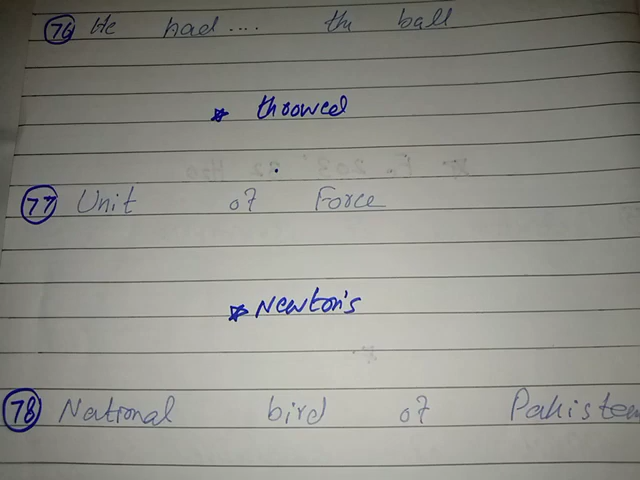 76 He had.... the ball
* throwed
77 Unit of Force
* Newton's
78 National bird of Pakistan